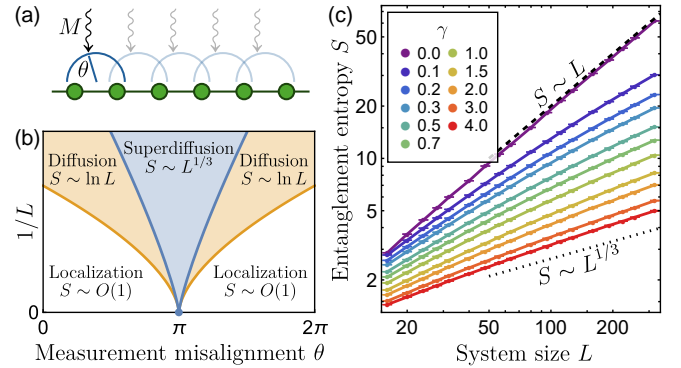 (a)
M
θ
(b)
Diffusion
S ~ ln L
Superdiffusion
S ~ L^{1/3}
Diffusion
S ~ ln L
Localization
S ~ O(1)
Localization
S ~ O(1)
1/L
0
0
π
2π
Measurement misalignment θ
(c)
γ
0.0
1.0
0.1
1.5
0.2
2.0
0.3
3.0
0.5
4.0
0.7
S ~ L
S ~ L^{1/3}
Entanglement entropy S
50
20
10
5
2
20
50
100
200
System size L